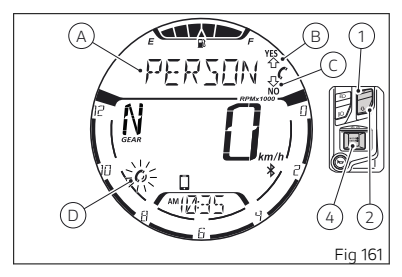 A
B
C
1
E F
YES
PERSON
NO
RPMx1000
12 0
N
GEAR
0
km/h
10 2
D
AM 10:35
8 4
6
4 2
Fig 161